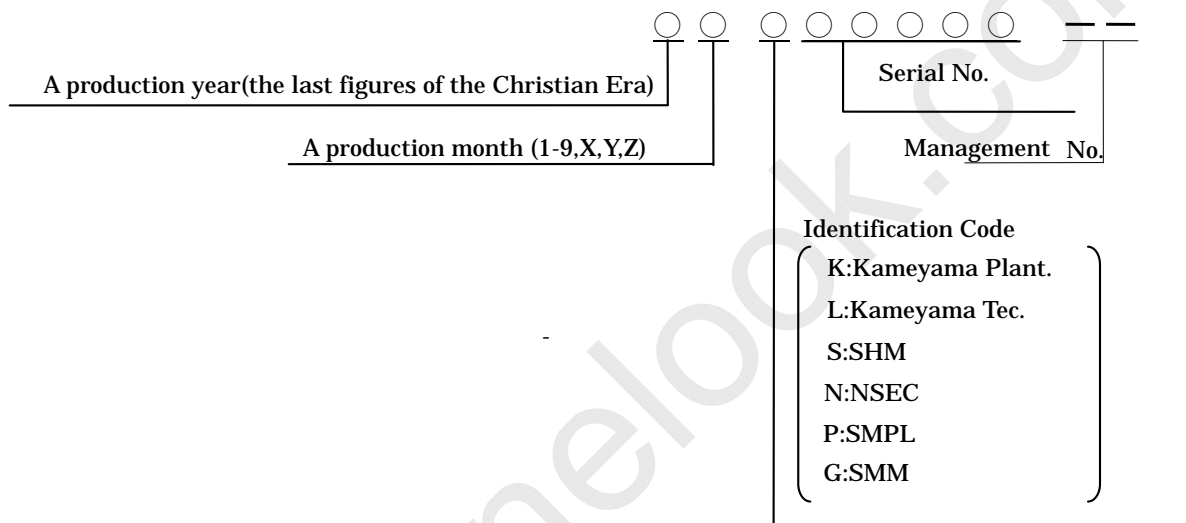 ○ ○ ○ ○ ○ ○ ○ ○ — —
A production year(the last figures of the Christian Era)
Serial No.
A production month (1-9,X,Y,Z)
Management No.
Identification Code
K:Kameyama Plant.
L:Kameyama Tec.
-
S:SHM
N:NSEC
P:SMPL
G:SMM